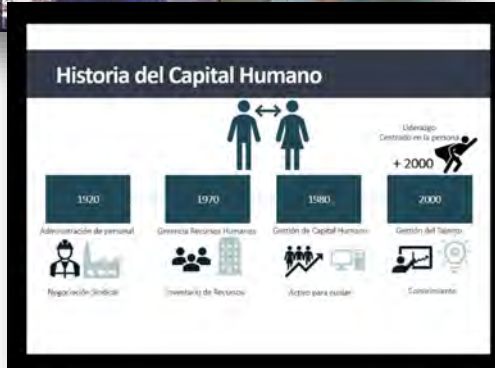 Historia del Capital Humano
Liderazgo
Centrado en la persona
+ 2000
1920
1970
1980
2000
Administración de personal
Gerencia Recursos Humanos
Gestión de Capital Humano
Gestión del Talento
Negociación Sindical
Inventario de Recursos
Activo para cuidar
Conocimiento